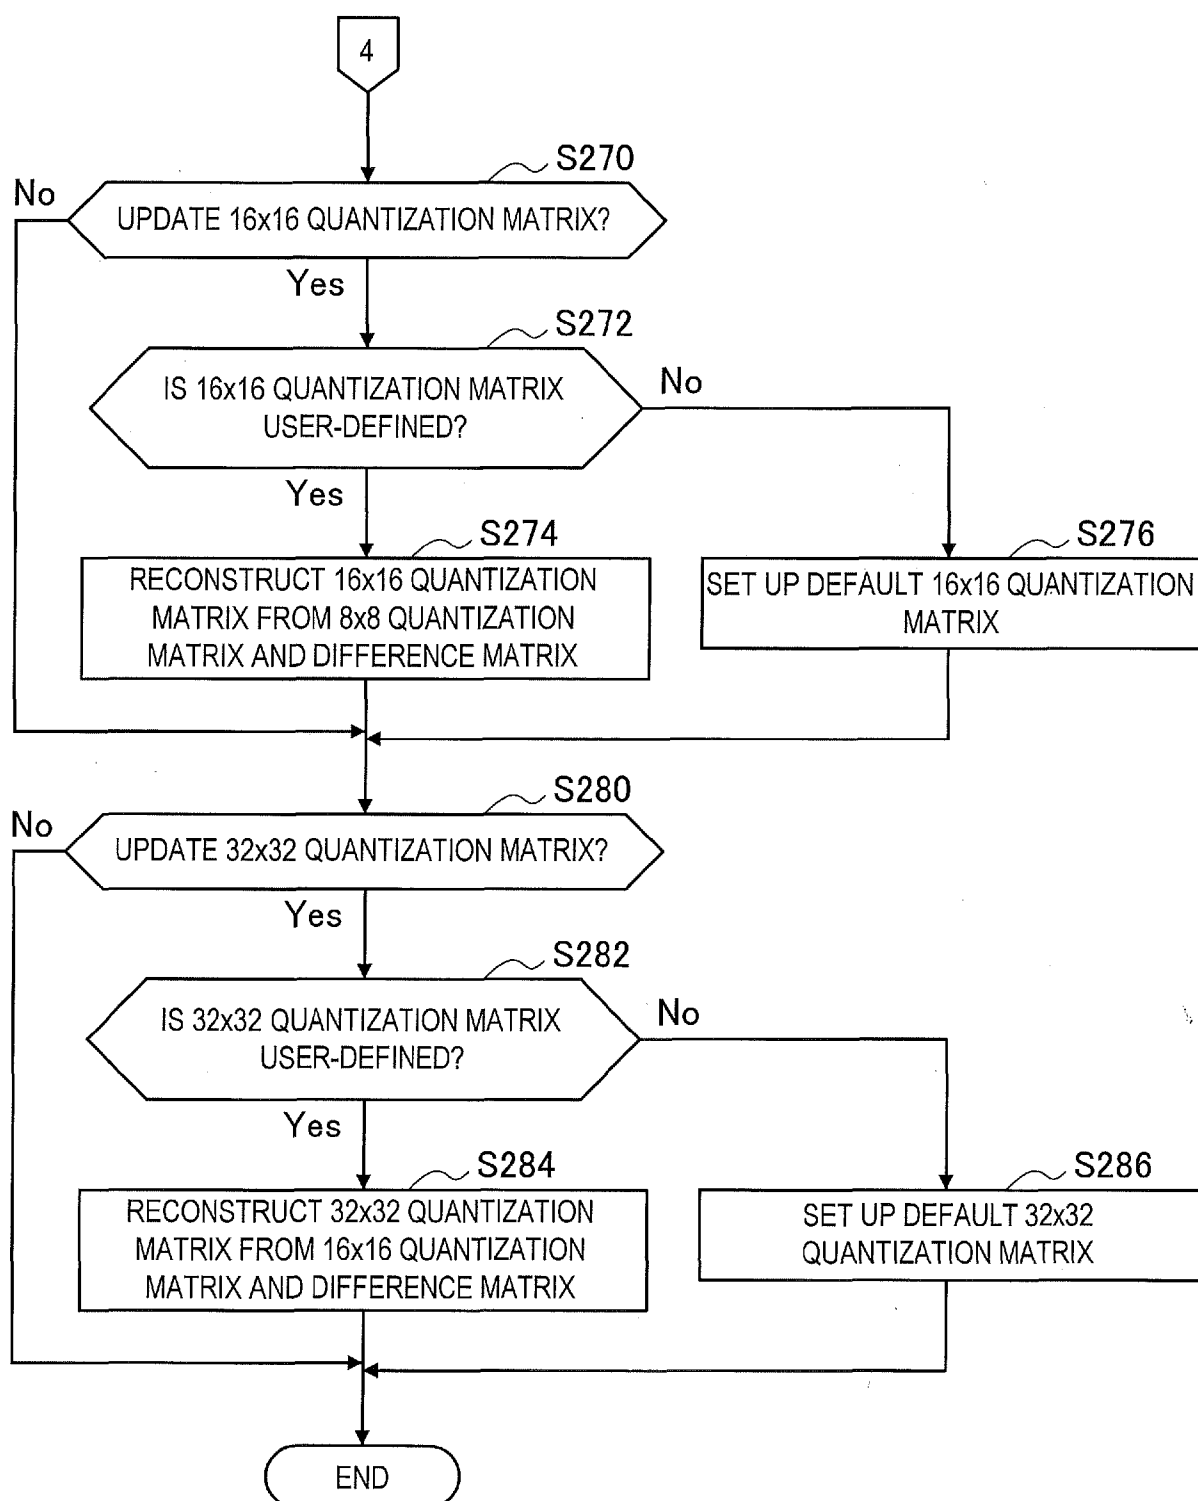 4
S270
No
UPDATE 16x16 QUANTIZATION MATRIX?
Yes
S272
IS 16x16 QUANTIZATION MATRIX
USER-DEFINED?
No
Yes
S274
RECONSTRUCT 16x16 QUANTIZATION
MATRIX FROM 8x8 QUANTIZATION
MATRIX AND DIFFERENCE MATRIX
S276
SET UP DEFAULT 16x16 QUANTIZATION
MATRIX
S280
No
UPDATE 32x32 QUANTIZATION MATRIX?
Yes
S282
IS 32x32 QUANTIZATION MATRIX
USER-DEFINED?
No
Yes
S284
RECONSTRUCT 32x32 QUANTIZATION
MATRIX FROM 16x16 QUANTIZATION
MATRIX AND DIFFERENCE MATRIX
S286
SET UP DEFAULT 32x32
QUANTIZATION MATRIX
END